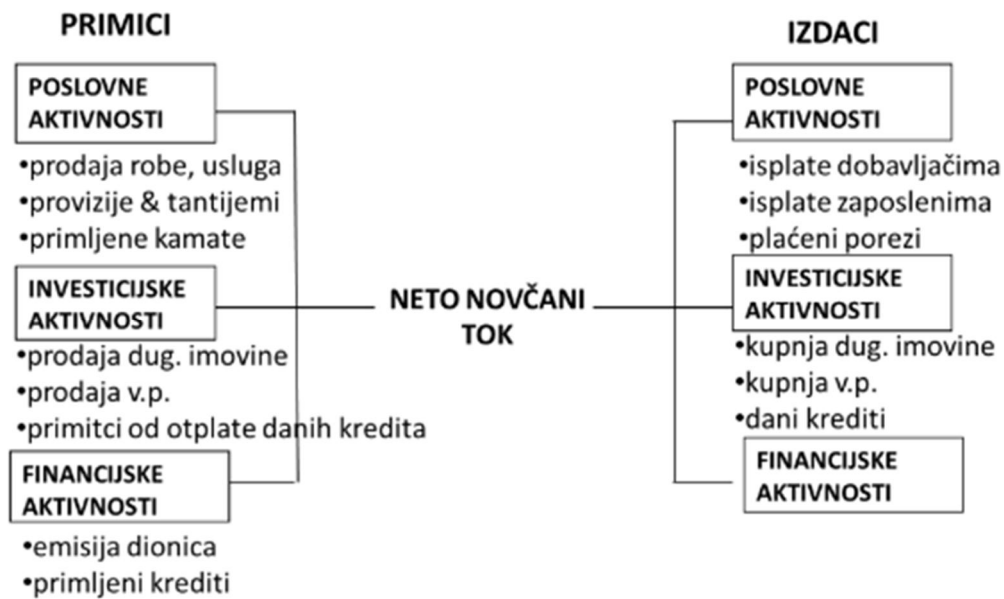 PRIMICI
POSLOVNE
AKTIVNOSTI
•prodaja robe, usluga
•provizije & tantijemi
•primljene kamate
INVESTICIJSKE
AKTIVNOSTI
•prodaja dug. imovine
•prodaja v.p.
•primitci od otplate danih kredita
FINANCIJSKE
AKTIVNOSTI
•emisija dionica
•primljeni krediti
NETO NOVČANI
TOK
IZDACI
POSLOVNE
AKTIVNOSTI
•isplate dobavljačima
•isplate zaposlenima
•plaćeni porezi
INVESTICIJSKE
AKTIVNOSTI
•kupnja dug. imovine
•kupnja v.p.
•dani krediti
FINANCIJSKE
AKTIVNOSTI